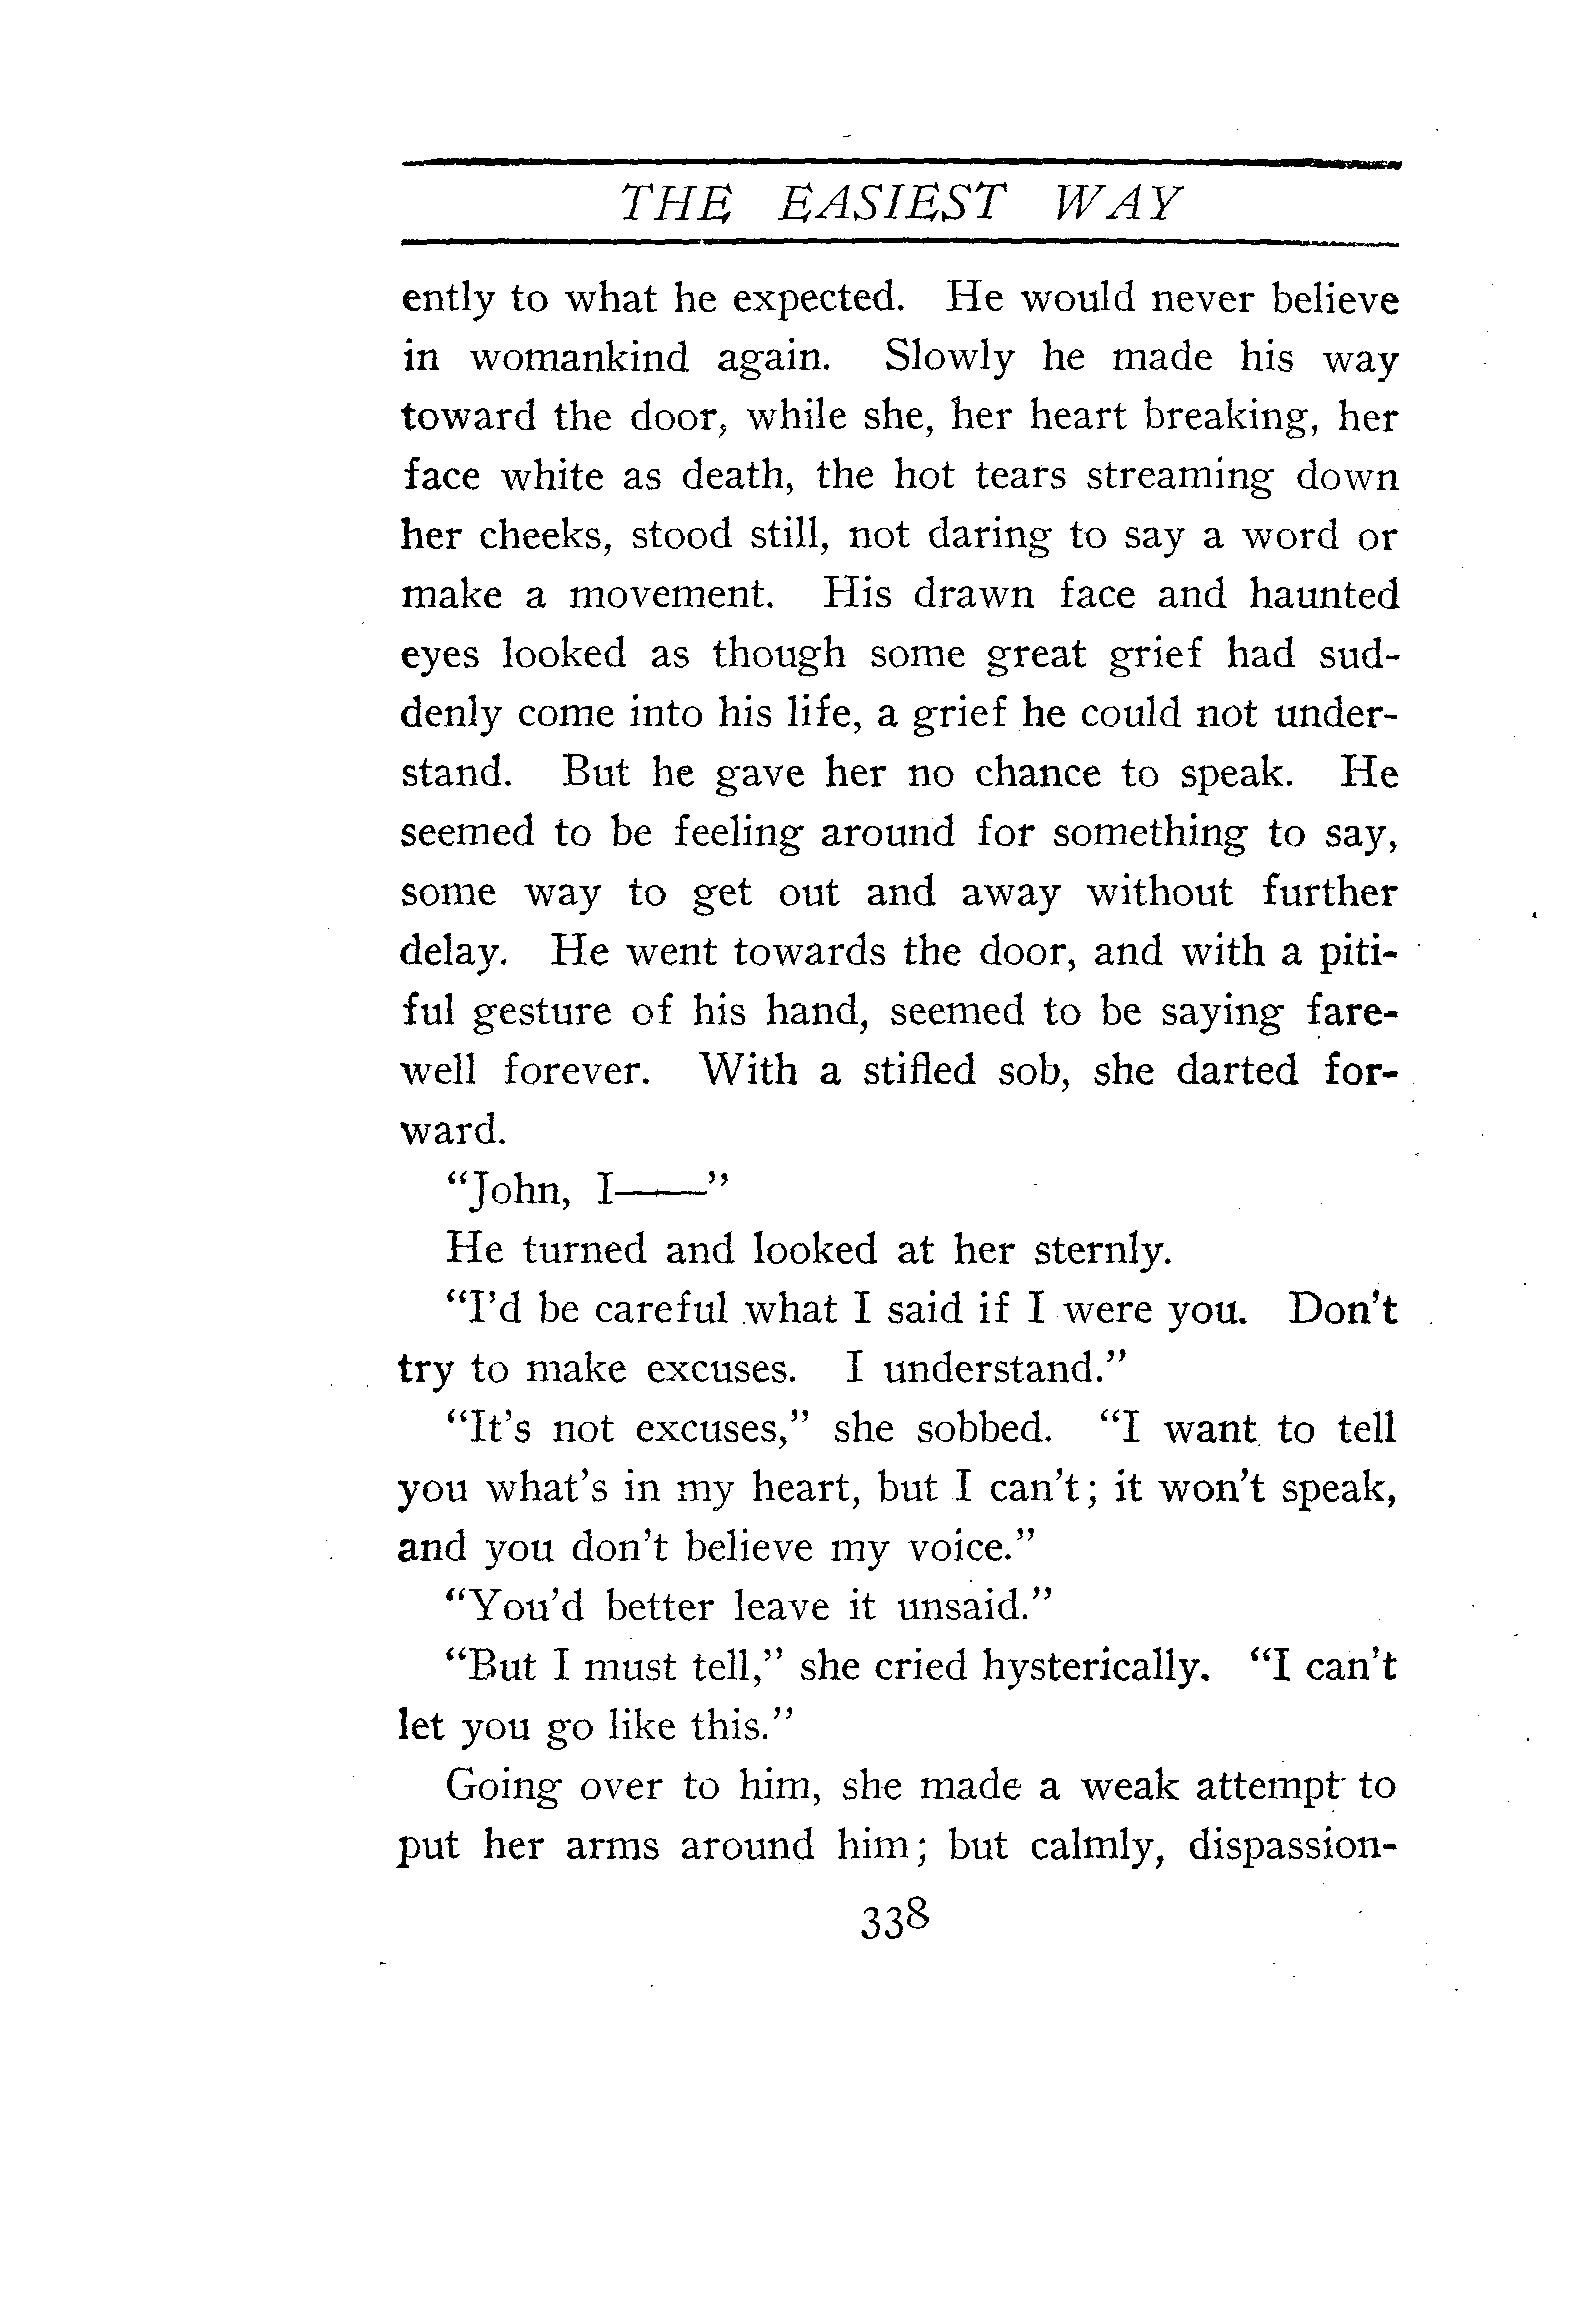 THE EASIEST WAY
ently to what he expected. He would never believe
in womankind again. Slowly he made his way
toward the door, while she, her heart breaking, her
face white as death, the hot tears streaming down
her cheeks, stood still, not daring to say a word or
make a movement. His drawn face and haunted
eyes looked as though some great grief had sud-
denly come into his life, a grief he could not under-
stand. But he gave her no chance to speak. He
seemed to be feeling around for something to say,
some way to get out and away without further
delay. He went towards the door, and with a piti-
ful gesture of his hand, seemed to be saying fare-
well forever. With a stifled sob, she darted for-
ward.
“John, I——”
He turned and looked at her sternly.
“I’d be careful what I said if I were you. Don’t
try to make excuses. I understand.”
“It’s not excuses,” she sobbed. “I want to tell
you what’s in my heart, but I can’t; it won’t speak,
and you don’t believe my voice.”
“You’d better leave it unsaid.”
“But I must tell,” she cried hysterically. “I can’t
let you go like this.”
Going over to him, she made a weak attempt to
put her arms around him; but calmly, dispassion-
338